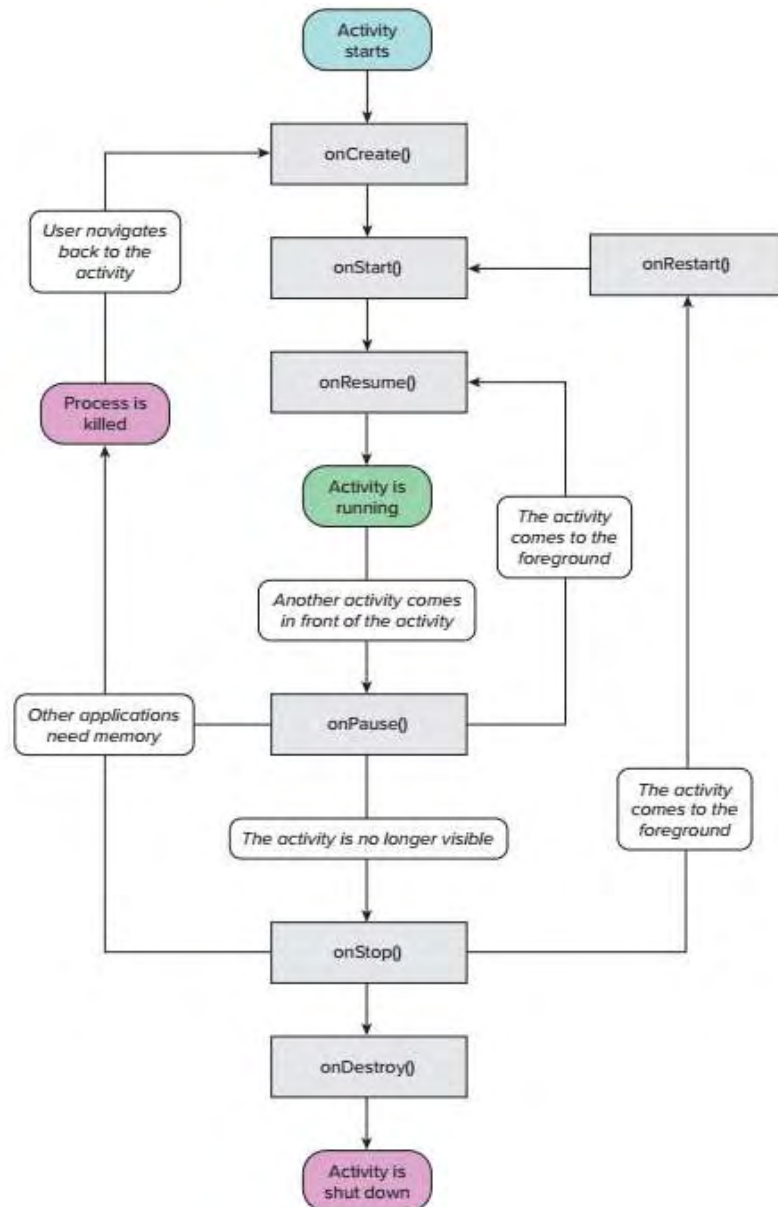 Activity
starts
onCreate()
User navigates
back to the
activity
onStart()
onRestart()
onResume()
Process is
killed
Activity is
running
The activity
comes to the
foreground
Another activity comes
in front of the activity
Other applications
need memory
onPause()
The activity
comes to the
foreground
The activity is no longer visible
onStop()
onDestroy()
Activity is
shut down